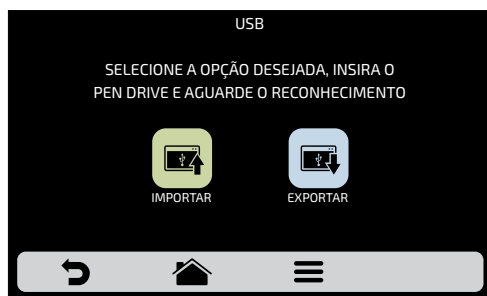 USB
SELECIONE A OPÇÃO DESEJADA, INSIRA O
PEN DRIVE E AGUARDE O RECONHECIMENTO
IMPORTAR
EXPORTAR